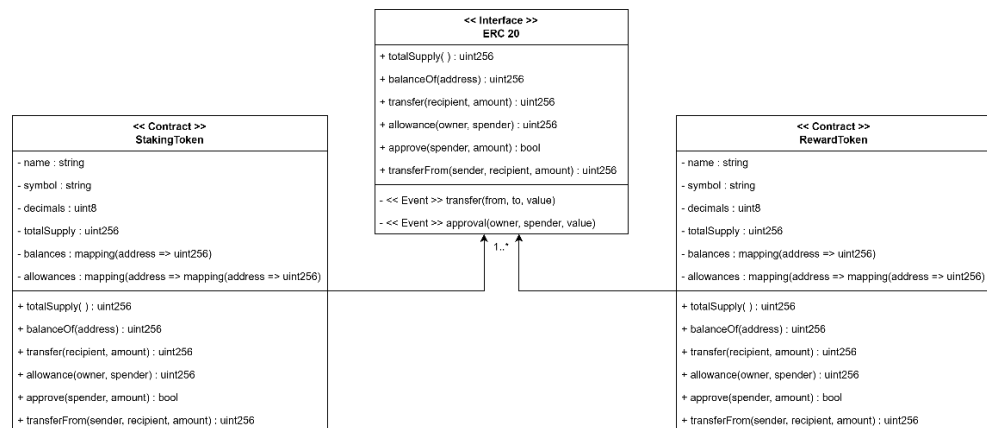 << Interface >>
ERC 20
+ totalSupply( ) : uint256
+ balanceOf(address) : uint256
+ transfer(recipient, amount) : uint256
+ allowance(owner, spender) : uint256
+ approve(spender, amount) : bool
+ transferFrom(sender, recipient, amount) : uint256
- << Event >> transfer(from, to, value)
- << Event >> approval(owner, spender, value)
1..*
<< Contract >>
StakingToken
- name : string
- symbol : string
- decimals : uint8
- totalSupply : uint256
- balances : mapping(address => uint256)
- allowances : mapping(address => mapping(address => uint256)
+ totalSupply( ) : uint256
+ balanceOf(address) : uint256
+ transfer(recipient, amount) : uint256
+ allowance(owner, spender) : uint256
+ approve(spender, amount) : bool
+ transferFrom(sender, recipient, amount) : uint256
<< Contract >>
RewardToken
- name : string
- symbol : string
- decimals : uint8
- totalSupply : uint256
- balances : mapping(address => uint256)
- allowances : mapping(address => mapping(address => uint256)
+ totalSupply( ) : uint256
+ balanceOf(address) : uint256
+ transfer(recipient, amount) : uint256
+ allowance(owner, spender) : uint256
+ approve(spender, amount) : bool
+ transferFrom(sender, recipient, amount) : uint256